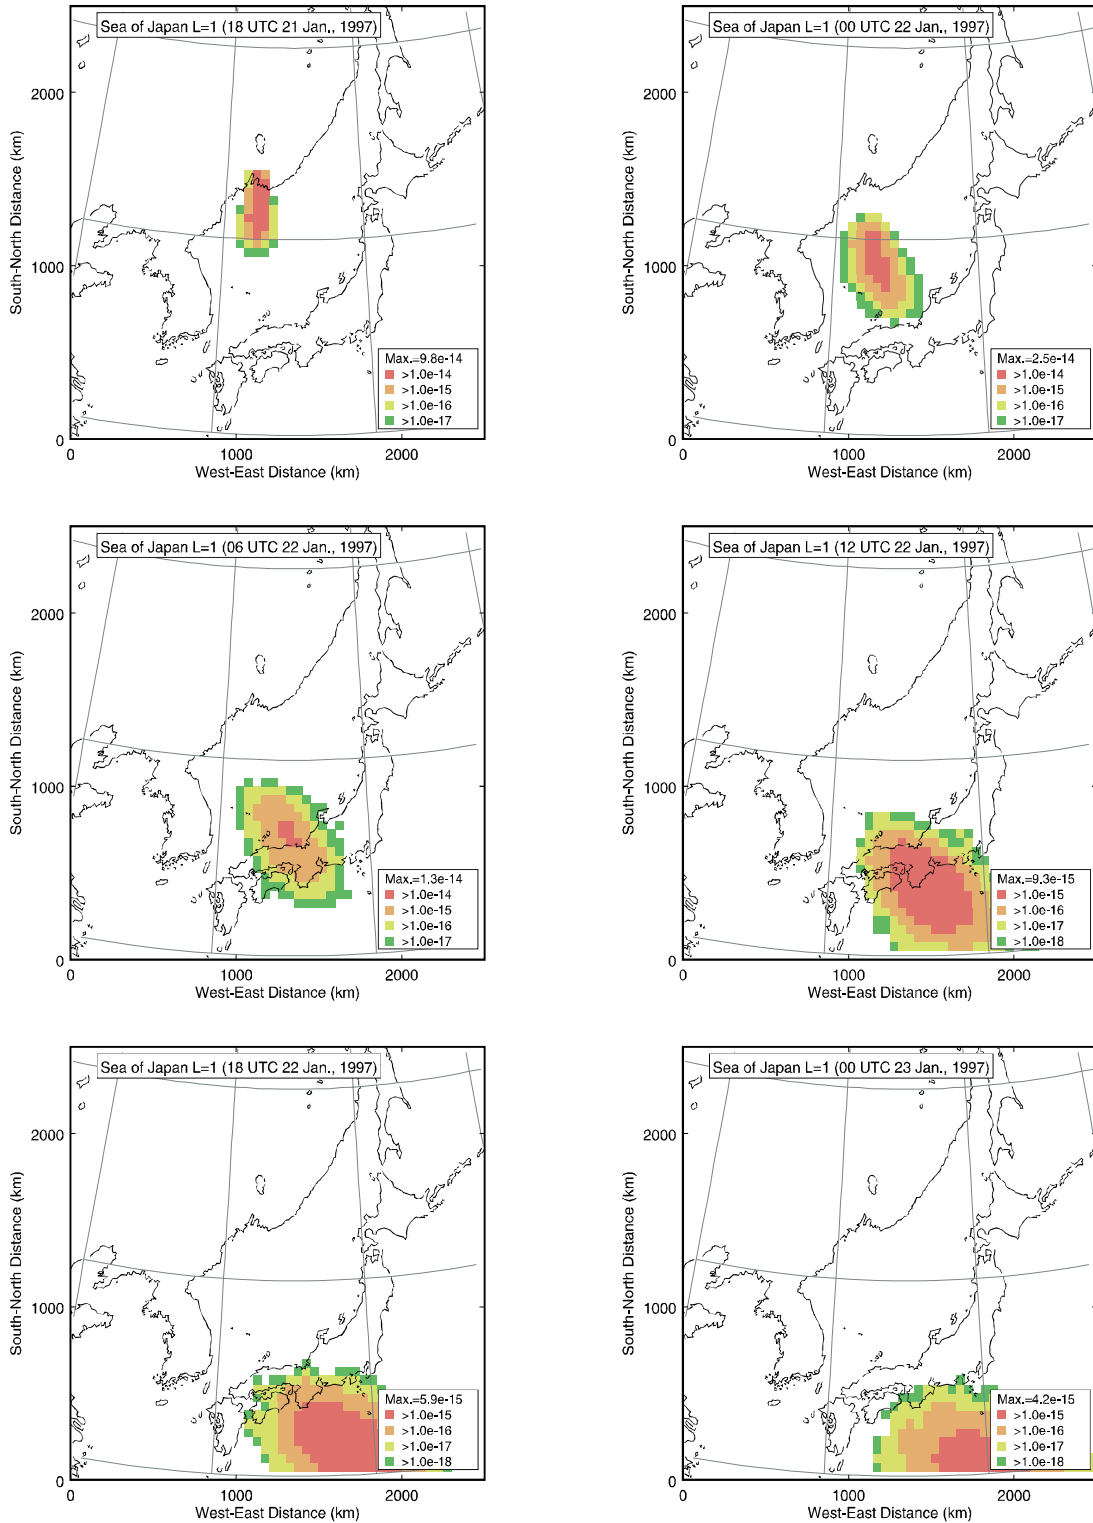 Sea of Japan L=1 (18 UTC 21 Jan., 1997)
South-North Distance (km)
2000
1000
0
Max.=9.8e-14
>1.0e-14
>1.0e-15
>1.0e-16
>1.0e-17
0 1000 2000
West-East Distance (km)
Sea of Japan L=1 (00 UTC 22 Jan., 1997)
South-North Distance (km)
2000
1000
0
Max.=2.5e-14
>1.0e-14
>1.0e-15
>1.0e-16
>1.0e-17
0 1000 2000
West-East Distance (km)
Sea of Japan L=1 (06 UTC 22 Jan., 1997)
South-North Distance (km)
2000
1000
0
Max.=1.3e-14
>1.0e-14
>1.0e-15
>1.0e-16
>1.0e-17
0 1000 2000
West-East Distance (km)
Sea of Japan L=1 (12 UTC 22 Jan., 1997)
South-North Distance (km)
2000
1000
0
Max.=9.3e-15
>1.0e-15
>1.0e-16
>1.0e-17
>1.0e-18
0 1000 2000
West-East Distance (km)
Sea of Japan L=1 (18 UTC 22 Jan., 1997)
South-North Distance (km)
2000
1000
0
Max.=5.9e-15
>1.0e-15
>1.0e-16
>1.0e-17
>1.0e-18
0 1000 2000
West-East Distance (km)
Sea of Japan L=1 (00 UTC 23 Jan., 1997)
South-North Distance (km)
2000
1000
0
Max.=4.2e-15
>1.0e-15
>1.0e-16
>1.0e-17
>1.0e-18
0 1000 2000
West-East Distance (km)